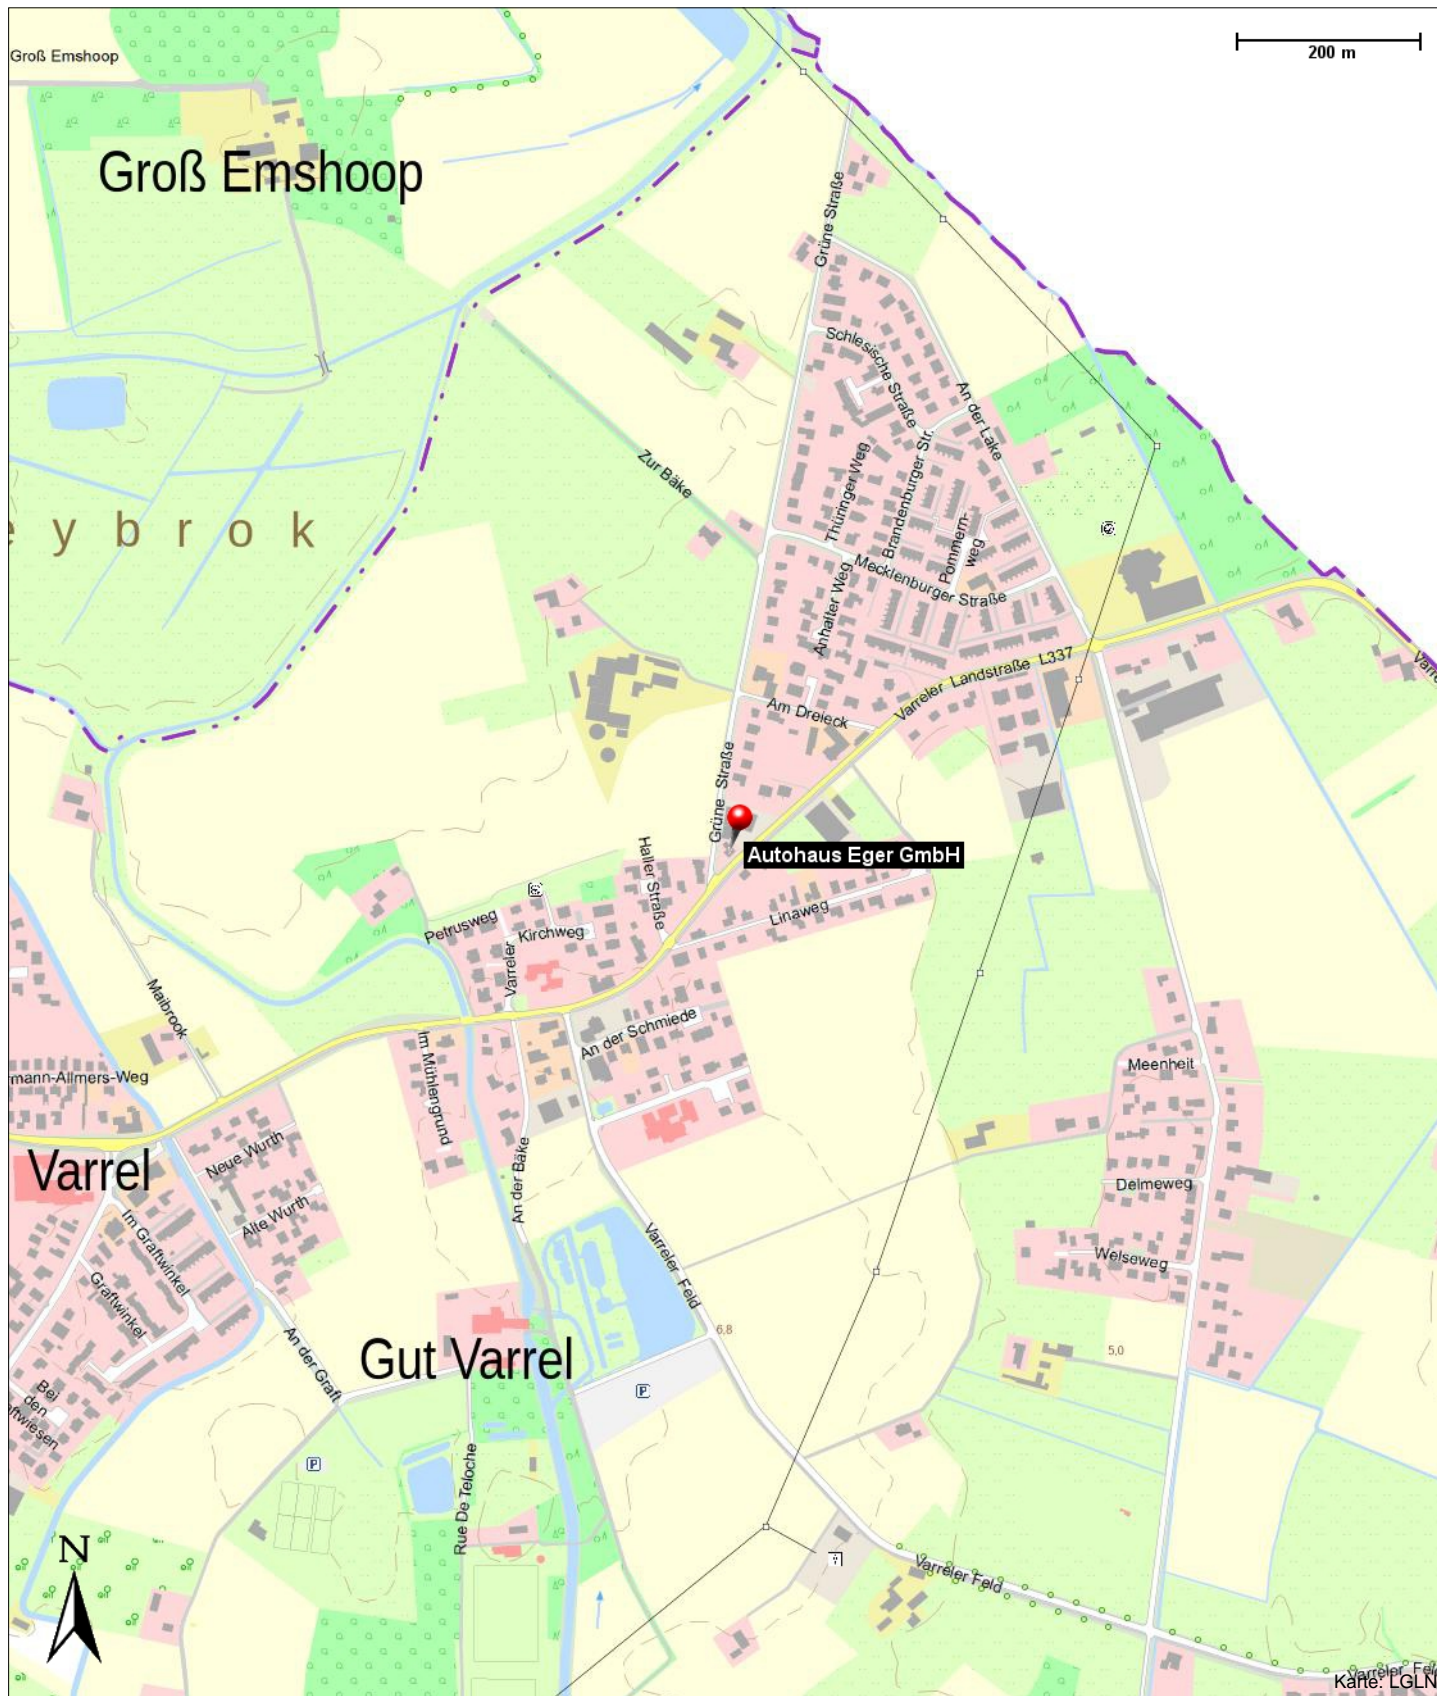 Groß Emshoop
200 m
Groß Emshoop
Grüne Straße
Schlesische Straße
An der Lake
Zur Bäke
Thüringer Weg
Brandenburger Str.
Pommern-
weg
eybrok
Mecklenburger Straße
Anhalter Weg
Varreler Landstraße L337
Am Dreieck
Grüne Straße
Autohaus Eger GmbH
Haller Straße
Linaweg
Petrusweg
Kirchweg
Varreler
Maibrook
An der Schmiede
Im Mühlengrund
Meenheit
mann-Allmers-Weg
Neue Wurth
Varrel
An der Bäke
Delmeweg
Alte Wurth
Im Graftwinkel
Varreler Feld
Welseweg
Graftwinkel
6,8
An der Graft
Gut Varrel
5,0
Bei
den
ftwiesen
P
P
Rue De Teloche
N
Varreler Feld
Varreler Feld
Karte: LGLN